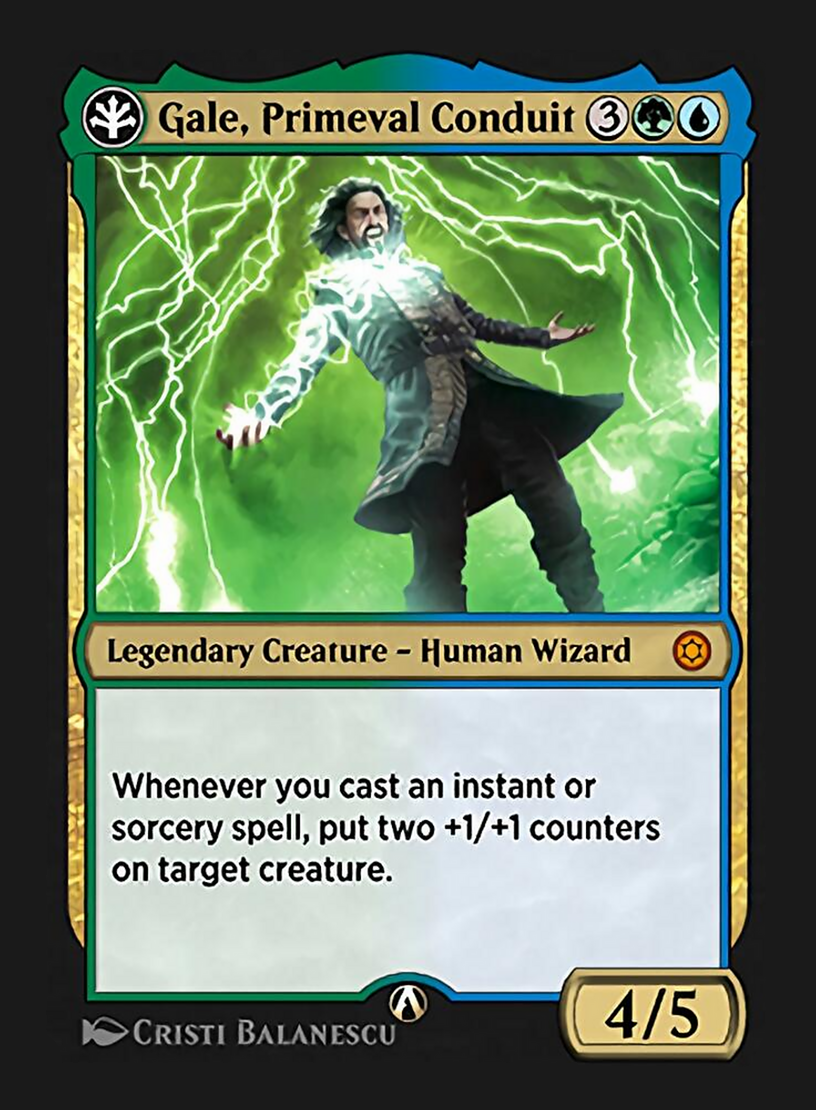 Gale, Primeval Conduit 3
Legendary Creature – Human Wizard
Whenever you cast an instant or
sorcery spell, put two +1/+1 counters
on target creature.
4/5
Cristi Balanescu